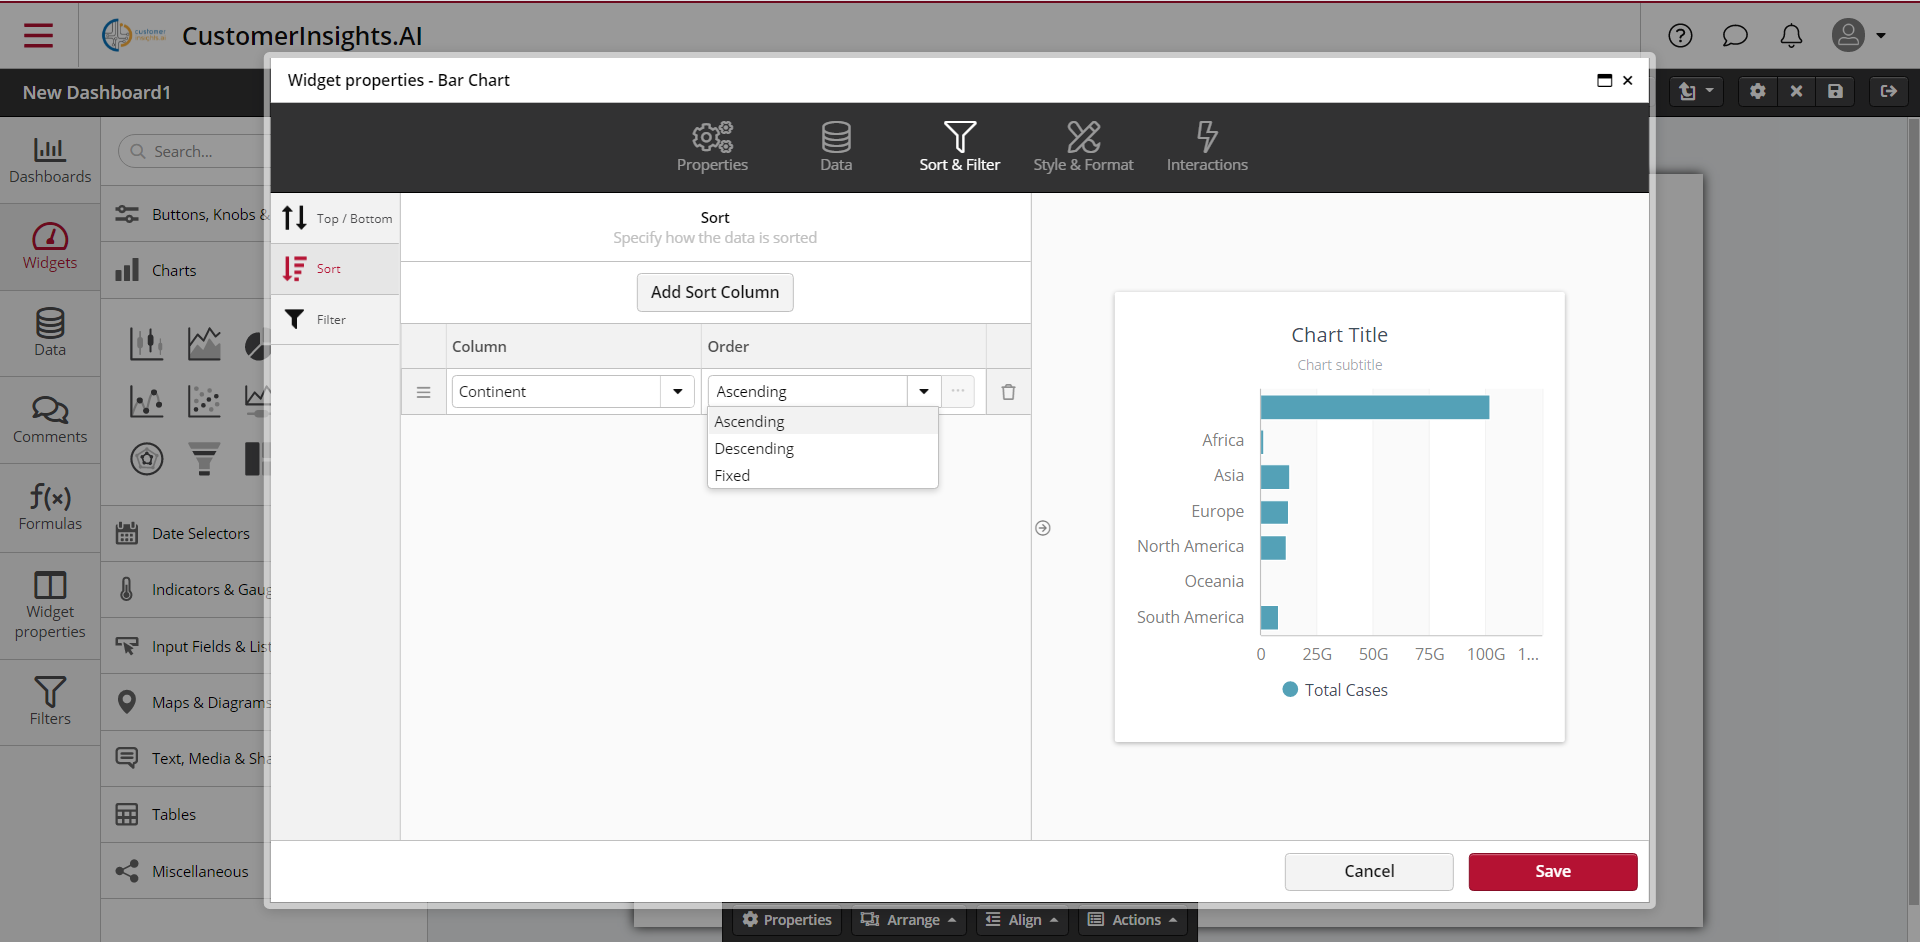 customer
insights.ai
CustomerInsights.AI
New Dashboard1
Widget properties - Bar Chart
Properties
Data
Sort & Filter
Style & Format
Interactions
Dashboards
Widgets
Data
Comments
Formulas
Widget
properties
Filters
Search...
Buttons, Knobs &
Charts
Date Selectors
Indicators & Gau
Input Fields & List
Maps & Diagrams
Text, Media & Sha
Tables
Miscellaneous
Top / Bottom
Sort
Filter
Sort
Specify how the data is sorted
Add Sort Column
Column
Order
Continent
Ascending
Ascending
Descending
Fixed
Chart Title
Chart subtitle
Africa
Asia
Europe
North America
Oceania
South America
0 25G 50G 75G 100G 1...
Total Cases
Cancel
Save
Properties
Arrange
Align
Actions